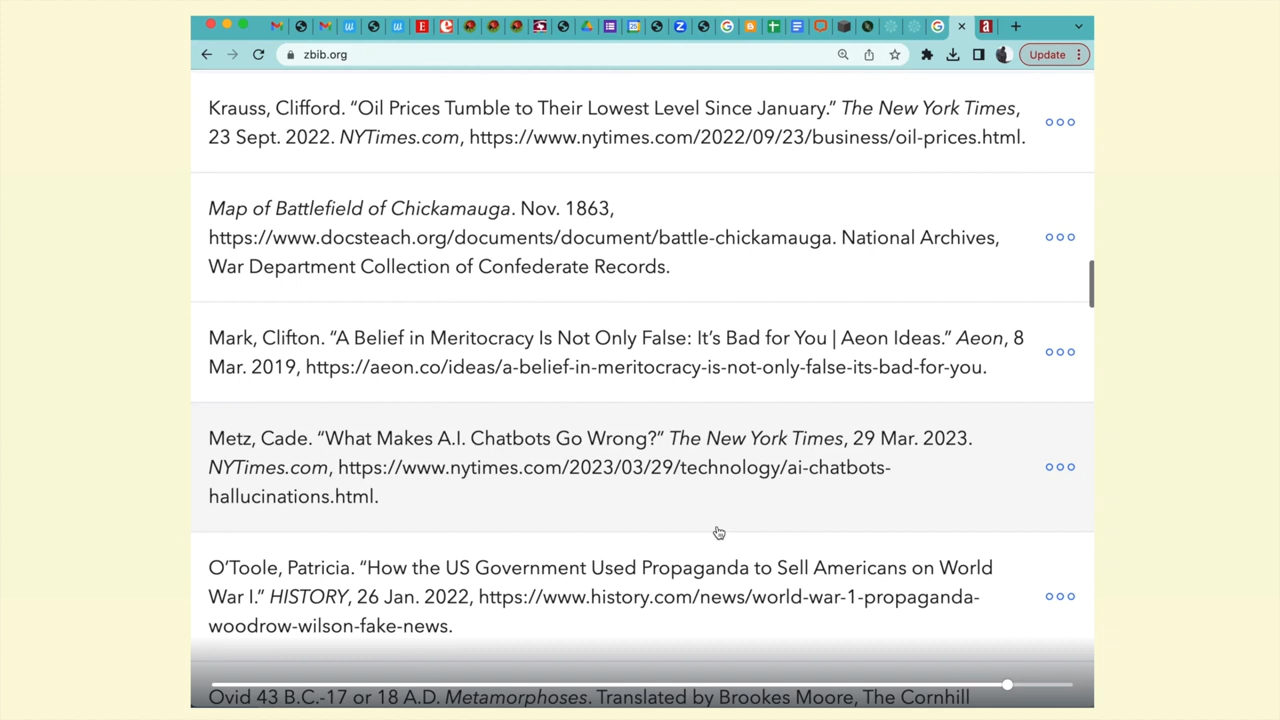 zbib.org
Update
Krauss, Clifford. “Oil Prices Tumble to Their Lowest Level Since January.” The New York Times,
23 Sept. 2022. NYTimes.com, https://www.nytimes.com/2022/09/23/business/oil-prices.html.
Map of Battlefield of Chickamauga. Nov. 1863,
https://www.docsteach.org/documents/document/battle-chickamauga. National Archives,
War Department Collection of Confederate Records.
Mark, Clifton. “A Belief in Meritocracy Is Not Only False: It’s Bad for You | Aeon Ideas.” Aeon, 8
Mar. 2019, https://aeon.co/ideas/a-belief-in-meritocracy-is-not-only-false-its-bad-for-you.
Metz, Cade. “What Makes A.I. Chatbots Go Wrong?” The New York Times, 29 Mar. 2023.
NYTimes.com, https://www.nytimes.com/2023/03/29/technology/ai-chatbots-
hallucinations.html.
O’Toole, Patricia. “How the US Government Used Propaganda to Sell Americans on World
War I.” HISTORY, 26 Jan. 2022, https://www.history.com/news/world-war-1-propaganda-
woodrow-wilson-fake-news.
Ovid 43 B.C.-17 or 18 A.D. Metamorphoses. Translated by Brookes Moore, The Cornhill